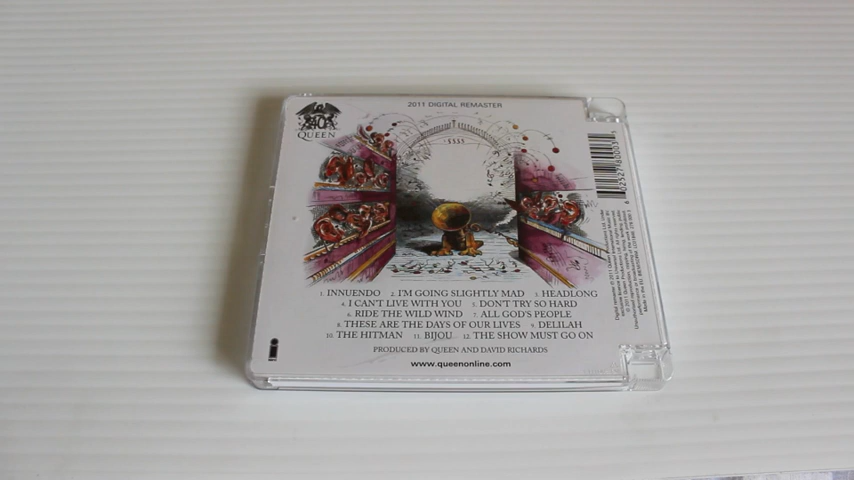 2011 DIGITAL REMASTER
40
QUEEN
1. INNUENDO 2. I'M GOING SLIGHTLY MAD 3. HEADLONG
4. I CAN'T LIVE WITH YOU 5. DON'T TRY SO HARD
6. RIDE THE WILD WIND 7. ALL GOD'S PEOPLE
8. THESE ARE THE DAYS OF OUR LIVES 9. DELILAH
10. THE HITMAN 11. BIJOU 12. THE SHOW MUST GO ON
PRODUCED BY QUEEN AND DAVID RICHARDS
www.queenonline.com